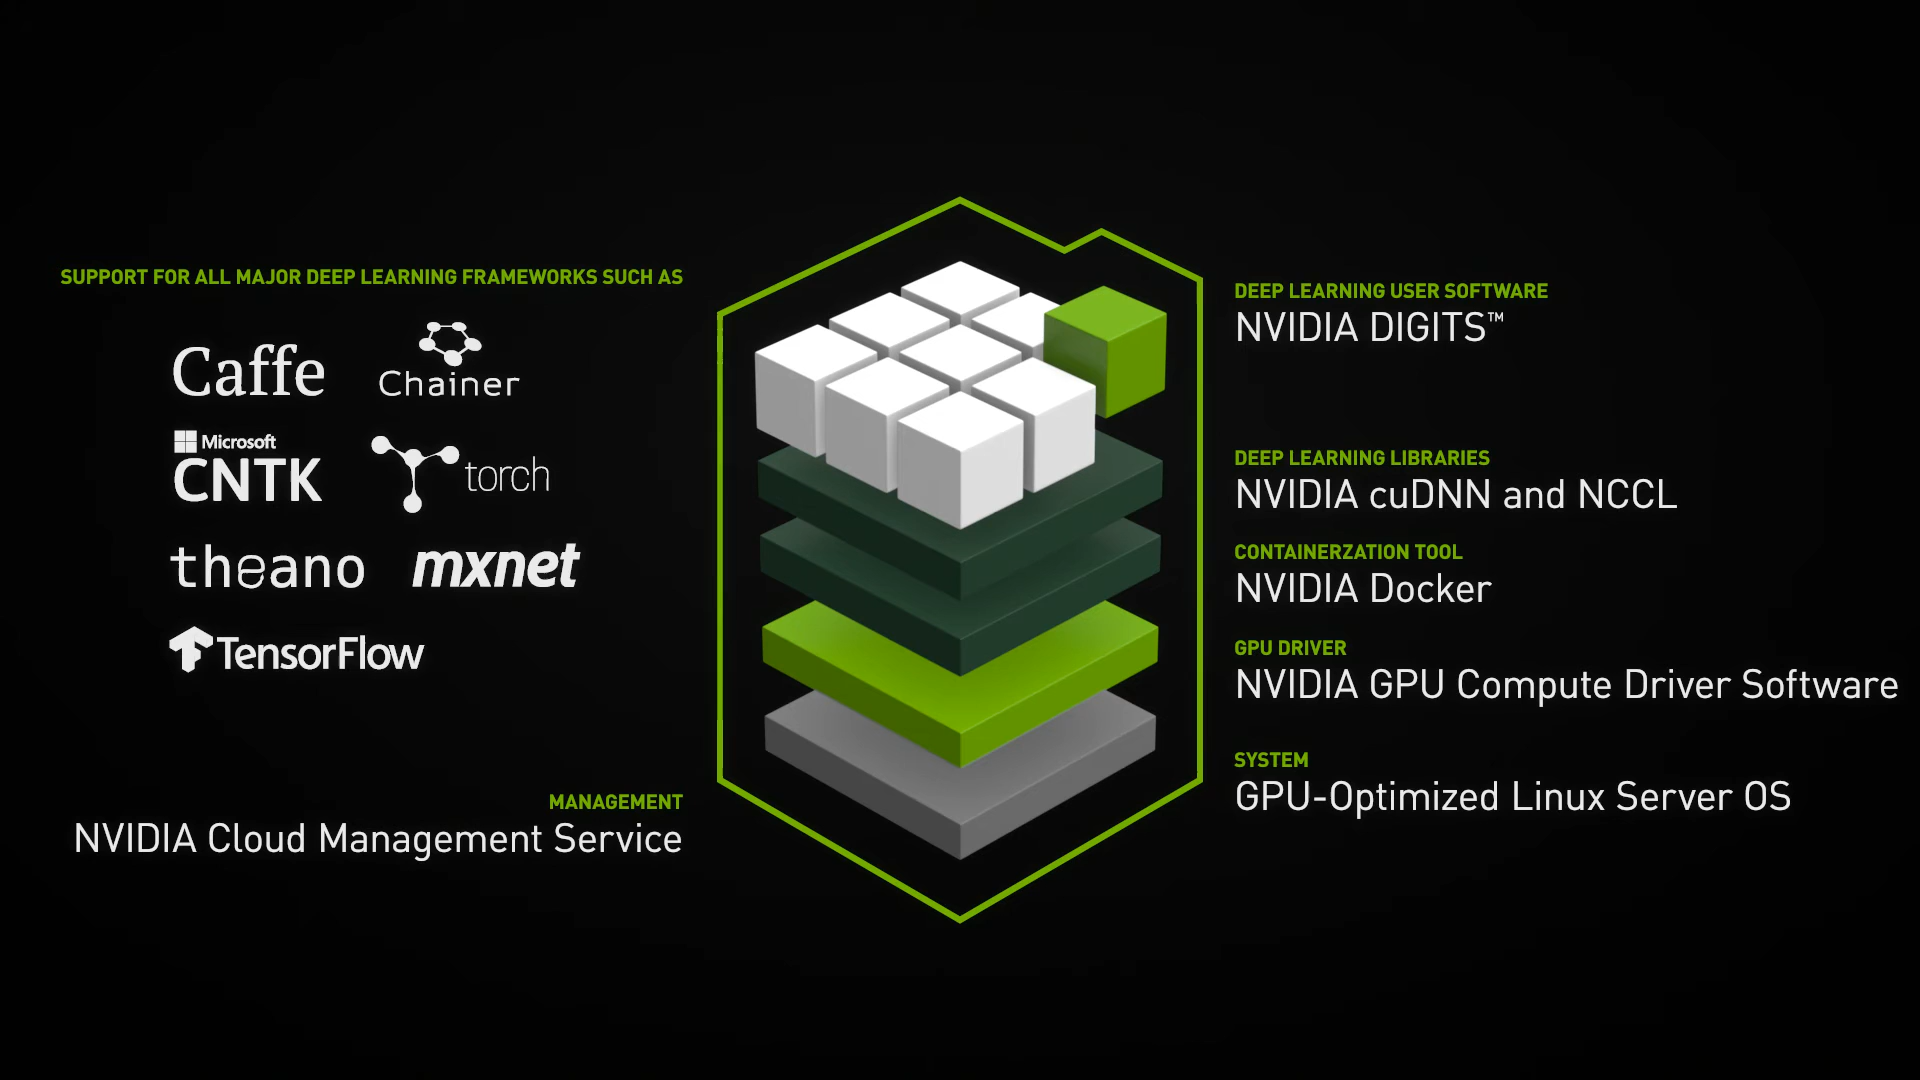 SUPPORT FOR ALL MAJOR DEEP LEARNING FRAMEWORKS SUCH AS
Caffe
Chainer
Microsoft
CNTK
torch
theano
mxnet
TensorFlow
MANAGEMENT
NVIDIA Cloud Management Service
DEEP LEARNING USER SOFTWARE
NVIDIA DIGITS™
DEEP LEARNING LIBRARIES
NVIDIA cuDNN and NCCL
CONTAINERZATION TOOL
NVIDIA Docker
GPU DRIVER
NVIDIA GPU Compute Driver Software
SYSTEM
GPU-Optimized Linux Server OS